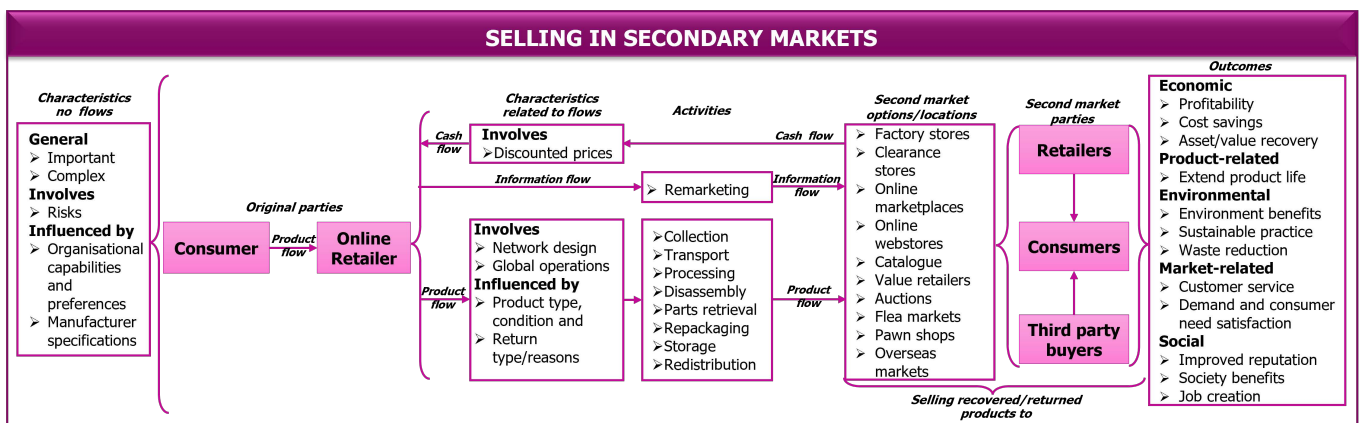 SELLING IN SECONDARY MARKETS
Characteristics
no flows
General
➢ Important
➢ Complex
Involves
➢ Risks
Influenced by
➢ Organisational
capabilities
and
preferences
➢ Manufacturer
specifications
Original parties
Consumer
Product
flow
Online
Retailer
Cash
flow
Information flow
Product
flow
Characteristics
related to flows
Involves
➢Discounted prices
Involves
➢ Network design
➢ Global operations
Influenced by
➢ Product type,
condition and
➢ Return
type/reasons
Activities
➢ Remarketing
➢Collection
➢Transport
➢Processing
➢Disassembly
➢Parts retrieval
➢Repackaging
➢Storage
➢Redistribution
Cash flow
Information
flow
Product
flow
Second market
options/locations
➢ Factory stores
➢ Clearance
stores
➢ Online
marketplaces
➢ Online
webstores
➢ Catalogue
➢ Value retailers
➢ Auctions
➢ Flea markets
➢ Pawn shops
➢ Overseas
markets
Second market
parties
Retailers
Consumers
Third party
buyers
Selling recovered/returned
products to
Outcomes
Economic
➢ Profitability
➢ Cost savings
➢ Asset/value recovery
Product-related
➢ Extend product life
Environmental
➢ Environment benefits
➢ Sustainable practice
➢ Waste reduction
Market-related
➢ Customer service
➢ Demand and consumer
need satisfaction
Social
➢ Improved reputation
➢ Society benefits
➢ Job creation